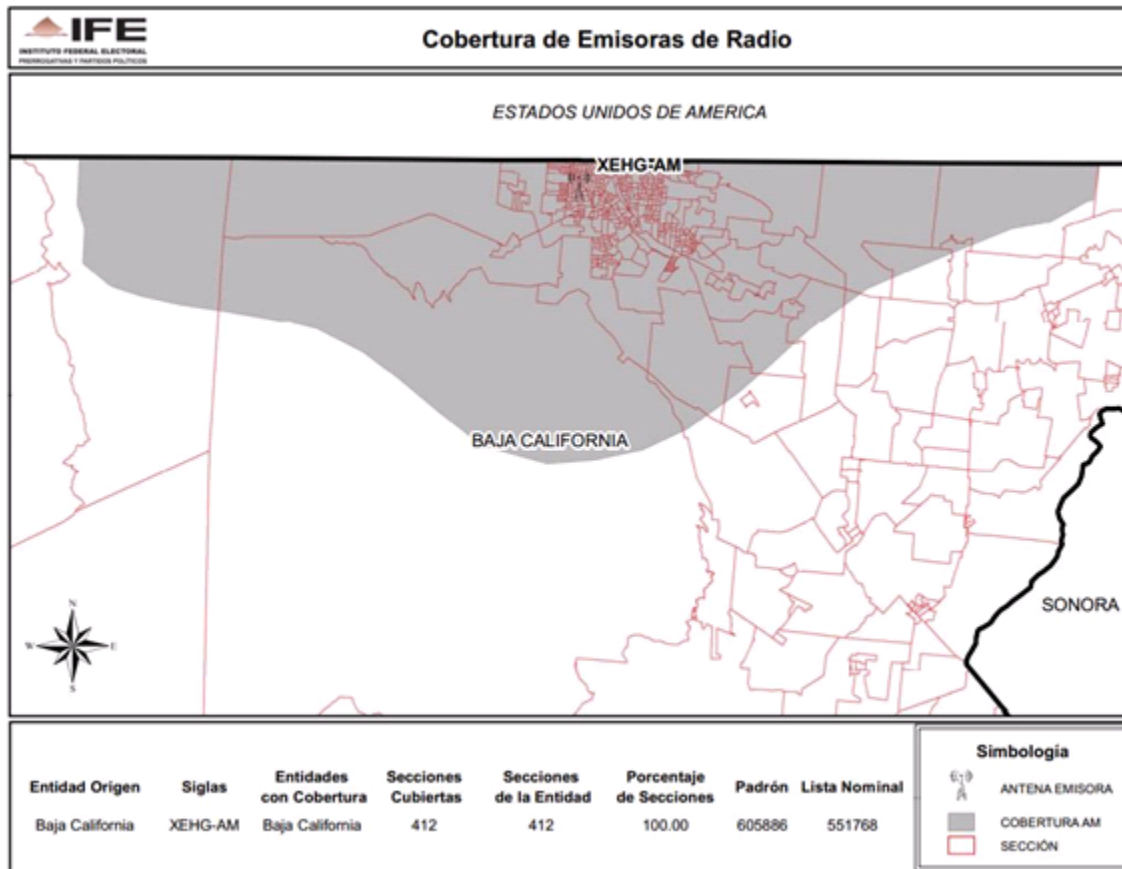 IFE
INSTITUTO FEDERAL ELECTORAL
PRERROGATIVAS Y PARTIDOS POLÍTICOS
Cobertura de Emisoras de Radio
ESTADOS UNIDOS DE AMERICA
XEHG-AM
BAJA CALIFORNIA
SONORA
N
W E
S
Entidad Origen Siglas Entidades con Cobertura Secciones Cubiertas Secciones de la Entidad Porcentaje de Secciones Padrón Lista Nominal
Baja California XEHG-AM Baja California 412 412 100.00 605886 551768
Simbología
ANTENA EMISORA
COBERTURA AM
SECCIÓN